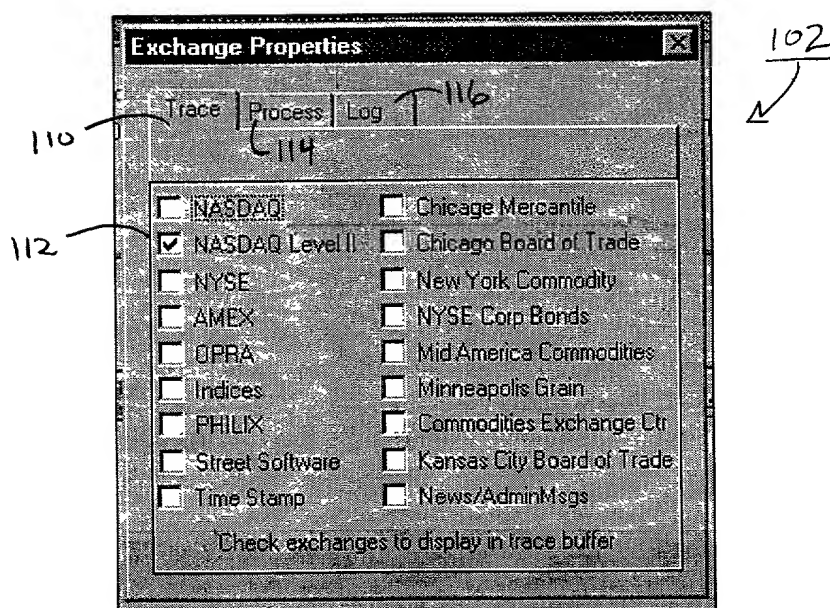 Exchange Properties
102
Trace Process Log
116
110
114
NASDAQ
Chicago Mercantile
112
NASDAQ Level II
Chicago Board of Trade
NYSE
New York Commodity
AMEX
NYSE Corp Bonds
OPRA
Mid America Commodities
Indices
Minneapolis Grain
PHILIX
Commodities Exchange Ctr
Street Software
Kansas City Board of Trade
Time Stamp
News/AdminMsgs
Check exchanges to display in trace buffer